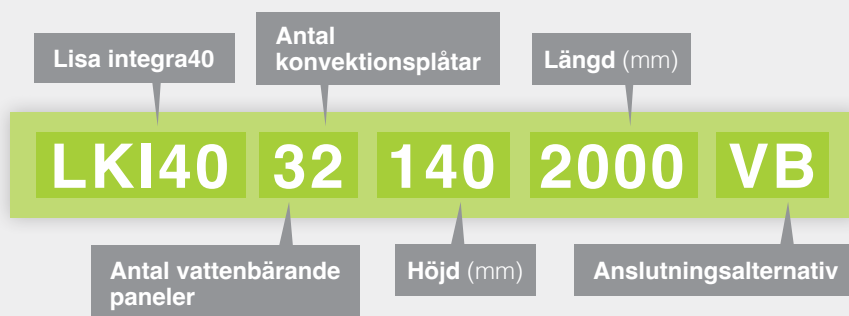 Lisa integra40
Antal
konvektionsplåtar
Längd (mm)
LKI40 32 140 2000 VB
Antal vattenbärande
paneler
Höjd (mm)
Anslutningsalternativ